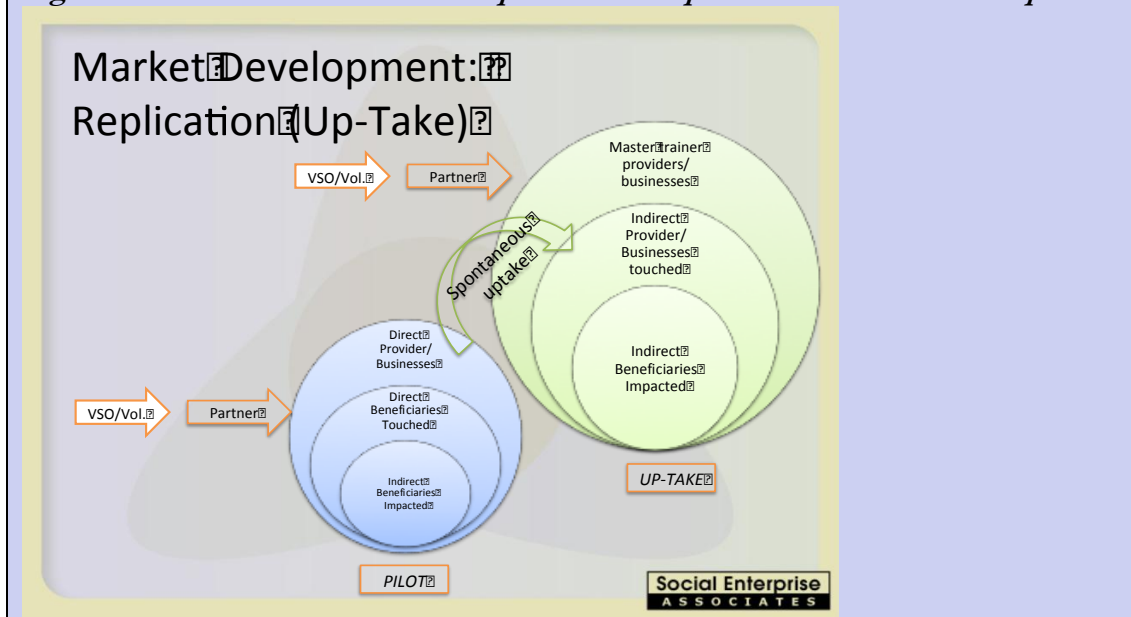 Market Development:
Replication (Up-Take)
VSO/Vol.
Partner
Master trainer
providers/
businesses
Indirect
Provider/
Businesses
touched
Indirect
Beneficiaries
Impacted
Spontaneous
uptake
UP-TAKE
VSO/Vol.
Partner
Direct
Provider/
Businesses
Direct
Beneficiaries
Touched
Indirect
Beneficiaries
Impacted
PILOT
Social Enterprise
ASSOCIATES